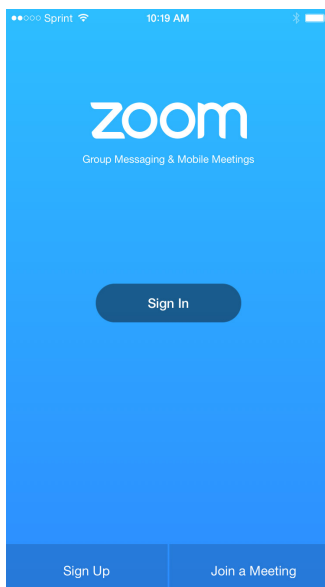 Sprint 10:19 AM
zoom
Group Messaging & Mobile Meetings
Sign In
Sign Up Join a Meeting